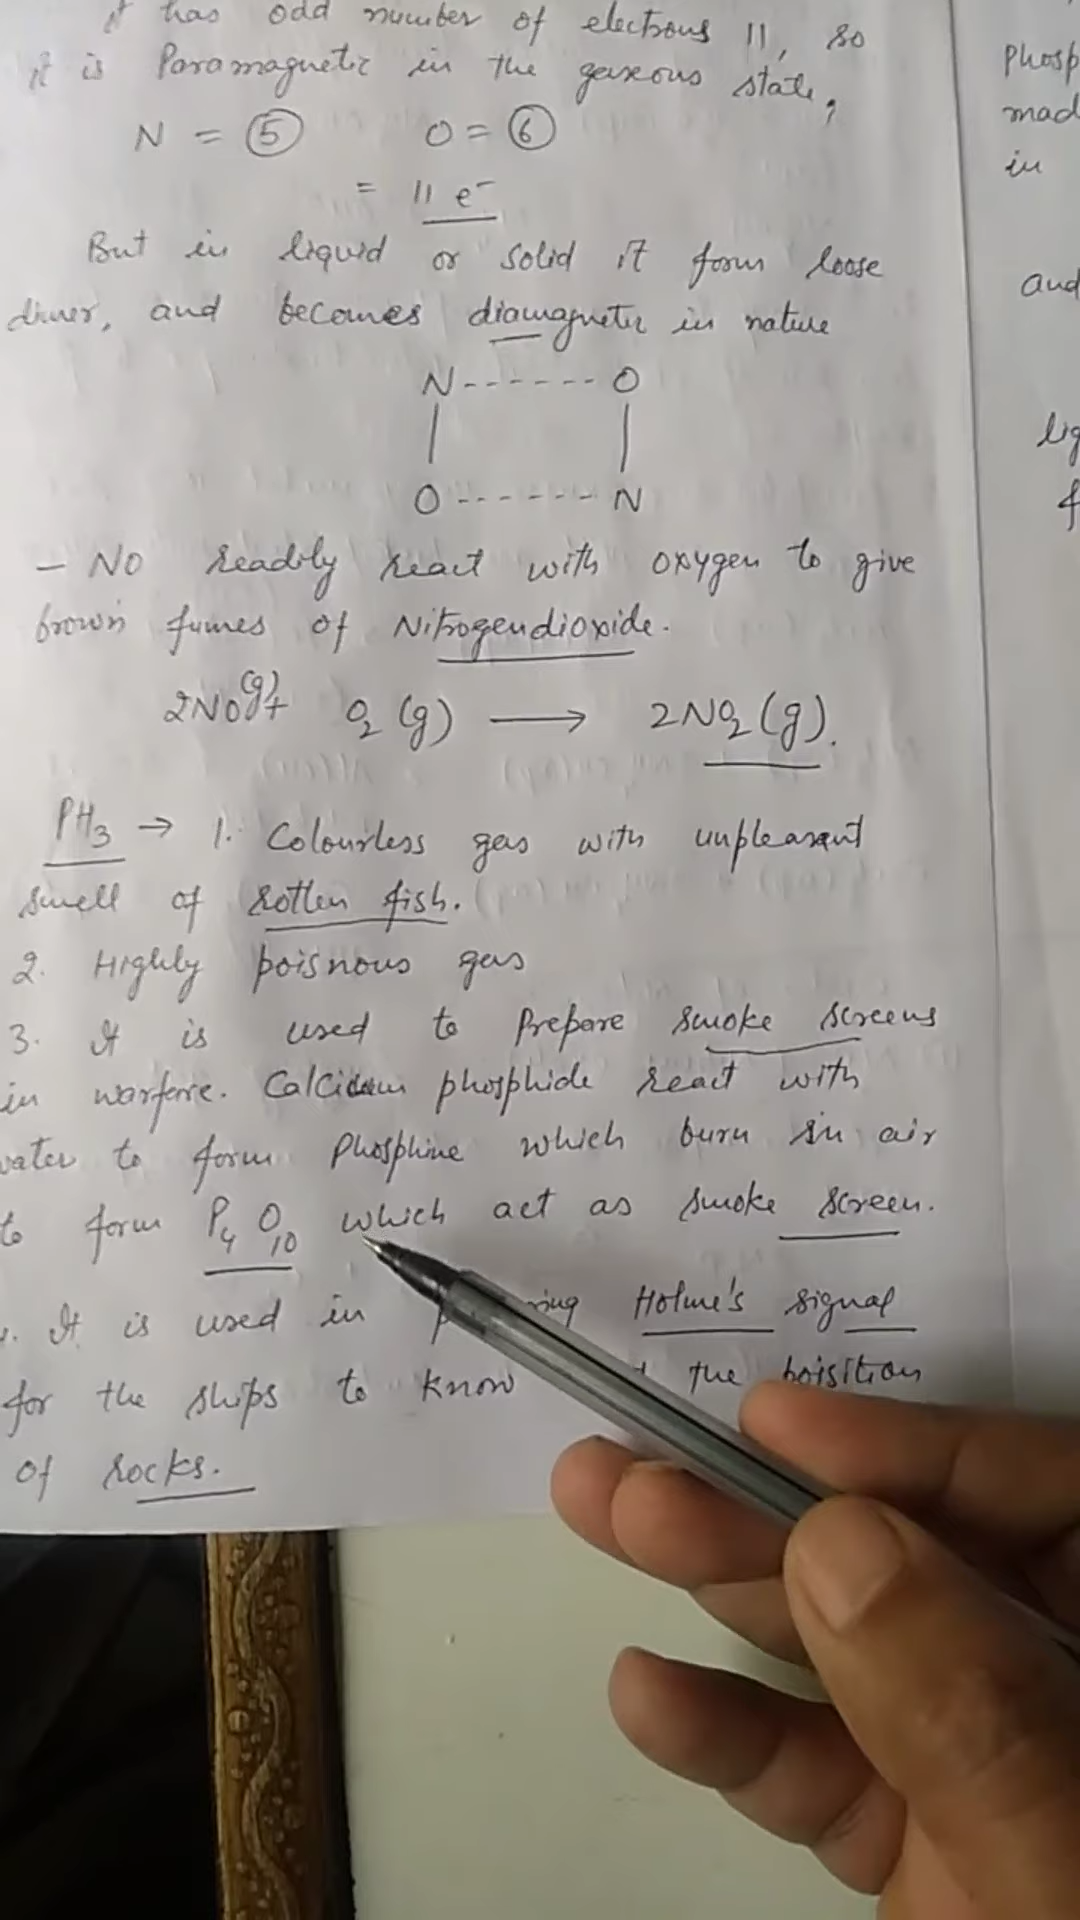 it has odd number of electrons 11, so
it is Paramagnetic in the gaseous state,
N = 5 O = 6
= 11 e⁻
But in liquid or solid it form loose
dimer, and becomes diamagnetic in nature
N------O
| |
O------N
- NO readily react with oxygen to give
brown fumes of Nitrogendioxide.
2NO(g)+ O₂ (g) ⟶ 2NO₂ (g).
PH₃ → 1. Colourless gas with unpleasent
smell of rotten fish.
2. Highly poisnous gas
3. It is used to Prepare smoke screens
in warfare. Calcium phosphide react with
water to form Phosphine which burn in air
to form P₄O₁₀ which act as smoke screen.
. It is used in Holme's signal
for the ships to know the poisition
of rocks.
Phosp
mad
in
and
lig
f